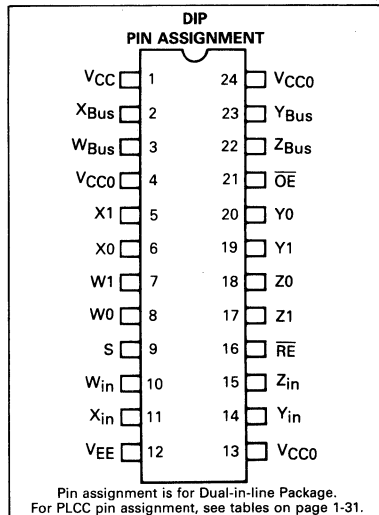 DIP
PIN ASSIGNMENT
VCC 1 24 VCC0
XBus 2 23 YBus
WBus 3 22 ZBus
VCC0 4 21 OE
X1 5 20 Y0
X0 6 19 Y1
W1 7 18 Z0
W0 8 17 Z1
S 9 16 RE
Win 10 15 Zin
Xin 11 14 Yin
VEE 12 13 VCC0
Pin assignment is for Dual-in-line Package.
For PLCC pin assignment, see tables on page 1-31.